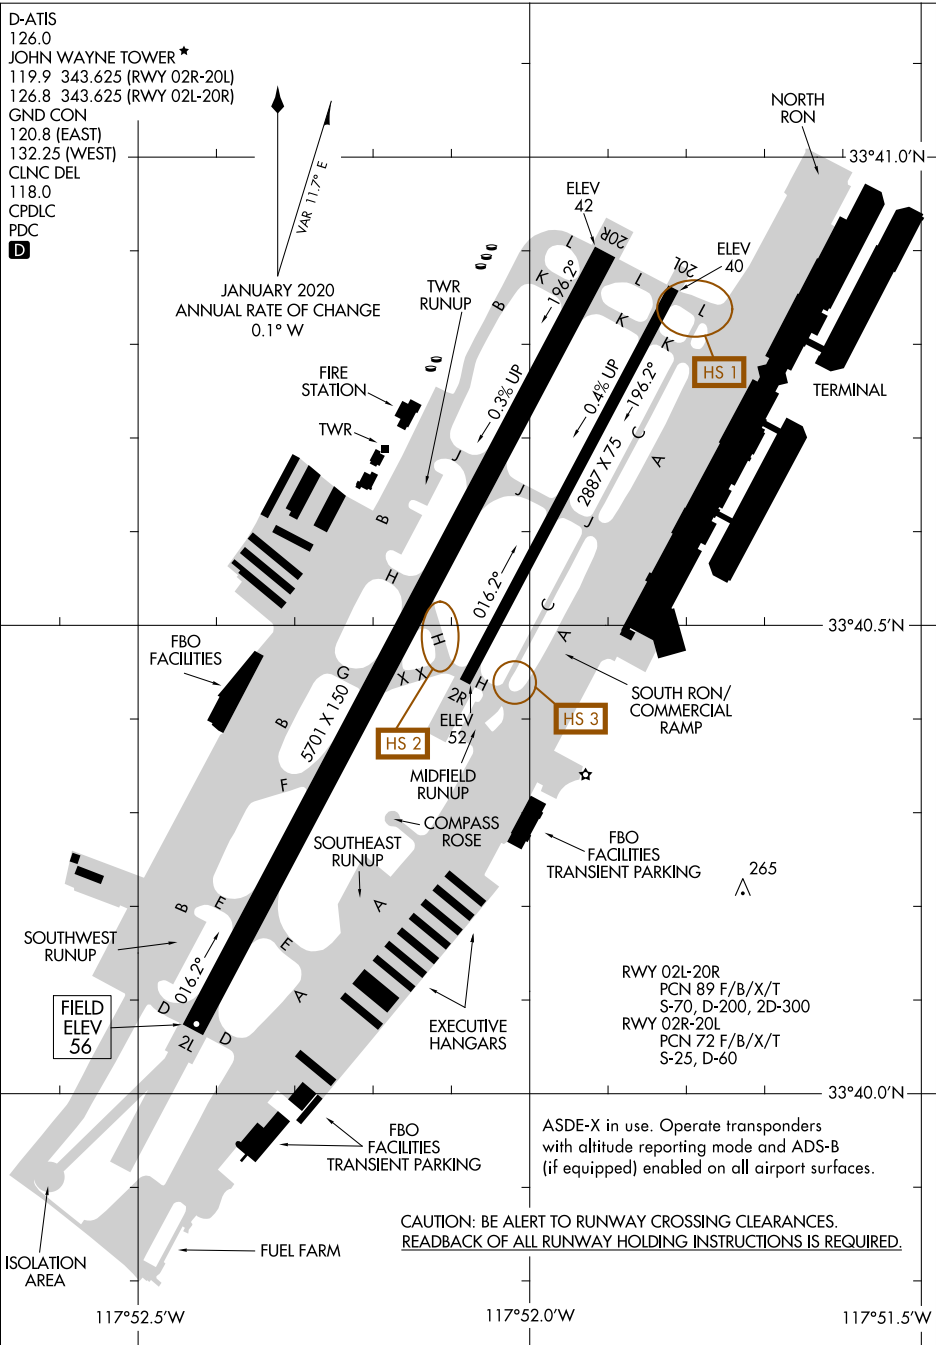 D-ATIS
126.0
JOHN WAYNE TOWER ★
119.9 343.625 (RWY 02R-20L)
126.8 343.625 (RWY 02L-20R)
GND CON
120.8 (EAST)
132.25 (WEST)
CLNC DEL
118.0
CPDLC
PDC
D
VAR 11.7° E
JANUARY 2020
ANNUAL RATE OF CHANGE
0.1° W
NORTH
RON
33°41.0'N
ELEV
42
20R
L
K
196.2°
B
L
20L
ELEV
40
L
K
K
HS 1
TWR
RUNUP
FIRE
STATION
TWR
0.3% UP
0.4% UP
196.2°
TERMINAL
J
J
J
2887 X 75
C
A
B
H
016.2°
C
A
33°40.5'N
FBO
FACILITIES
H
G
X
X
2R
H
ELEV
52
HS 2
HS 3
SOUTH RON/
COMMERCIAL
RAMP
B
5701 X 150
F
MIDFIELD
RUNUP
COMPASS
ROSE
SOUTHEAST
RUNUP
FBO
FACILITIES
TRANSIENT PARKING
265
B
E
A
E
A
SOUTHWEST
RUNUP
016.2°
D
D
2L
FIELD
ELEV
56
EXECUTIVE
HANGARS
RWY 02L-20R
PCN 89 F/B/X/T
S-70, D-200, 2D-300
RWY 02R-20L
PCN 72 F/B/X/T
S-25, D-60
33°40.0'N
FBO
FACILITIES
TRANSIENT PARKING
ASDE-X in use. Operate transponders
with altitude reporting mode and ADS-B
(if equipped) enabled on all airport surfaces.
CAUTION: BE ALERT TO RUNWAY CROSSING CLEARANCES.
READBACK OF ALL RUNWAY HOLDING INSTRUCTIONS IS REQUIRED.
FUEL FARM
ISOLATION
AREA
117°52.5'W
117°52.0'W
117°51.5'W